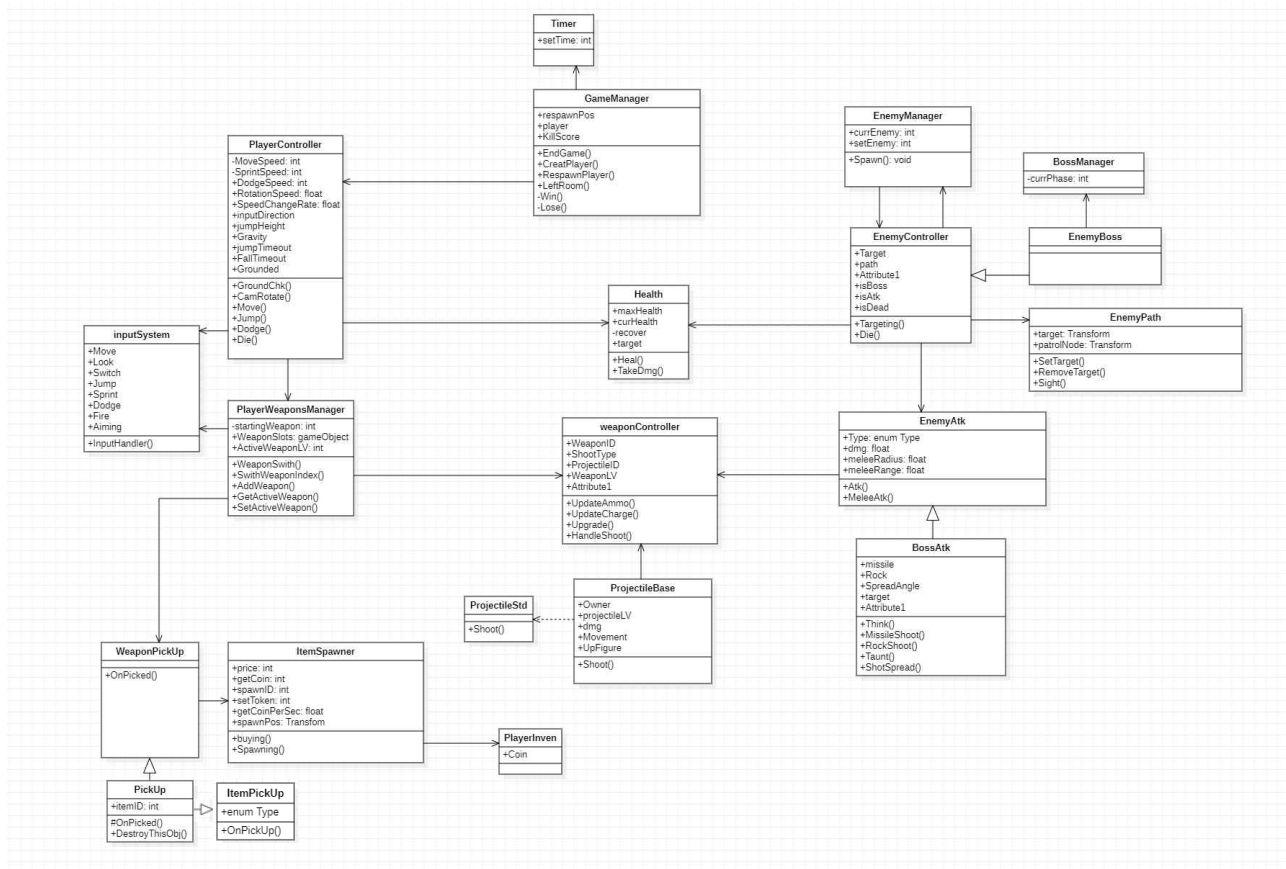 Timer
+setTime: int
GameManager
+respawnPos
+player
+KillScore
+EndGame()
+CreatPlayer()
+RespawnPlayer()
+LeftRoom()
-Win()
-Lose()
EnemyManager
+currEnemy: int
+setEnemy: int
+Spawn(): void
BossManager
-currPhase: int
PlayerController
-MoveSpeed: int
-SprintSpeed: int
+DodgeSpeed: int
+RotationSpeed: float
+SpeedChangeRate: float
+inputDirection
+jumpHeight
+Gravity
+jumpTimeout
+FallTimeout
+Grounded
+GroundChk()
+CamRotate()
+Move()
+Jump()
+Dodge()
+Die()
EnemyController
+Target
+path
+Attribute1
+isBoss
+isAtk
+isDead
+Targeting()
+Die()
EnemyBoss
Health
+maxHealth
+curHealth
-recover
+target
+Heal()
+TakeDmg()
EnemyPath
+target: Transform
+patrolNode: Transform
+SetTarget()
+RemoveTarget()
+Sight()
inputSystem
+Move
+Look
+Switch
+Jump
+Sprint
+Dodge
+Fire
+Aiming
+InputHandler()
PlayerWeaponsManager
-startingWeapon: int
+WeaponSlots: gameObject
+ActiveWeaponLV: int
+WeaponSwith()
+SwithWeaponIndex()
+AddWeapon()
+GetActiveWeapon()
+SetActiveWeapon()
weaponController
+WeaponID
+ShootType
+ProjectileID
+WeaponLV
+Attribute1
+UpdateAmmo()
+UpdateCharge()
+Upgrade()
+HandleShoot()
EnemyAtk
+Type: enum Type
+dmg: float
+meleeRadius: float
+meleeRange: float
+Atk()
+MeleeAtk()
BossAtk
+missile
+Rock
+SpreadAngle
+target
+Attribute1
+Think()
+MissileShoot()
+RockShoot()
+Taunt()
+ShotSpread()
ProjectileStd
+Shoot()
ProjectileBase
+Owner
+projectileLV
+dmg
+Movement
+UpFigure
+Shoot()
WeaponPickUp
+OnPicked()
ItemSpawner
+price: int
+getCoin: int
+spawnID: int
+setToken: int
+getCoinPerSec: float
+spawnPos: Transfom
+buying()
+Spawning()
PlayerInven
+Coin
PickUp
+itemID: int
#OnPicked()
+DestroyThisObj()
ItemPickUp
+enum Type
+OnPickUp()